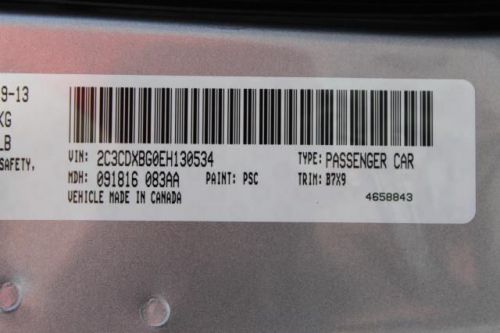 9-13
KG
LB
SAFETY,
VIN: 2C3CDXBG0EH130534 TYPE: PASSENGER CAR
MDH: 091816 083AA PAINT: PSC TRIM: B7X9
VEHICLE MADE IN CANADA 4658843